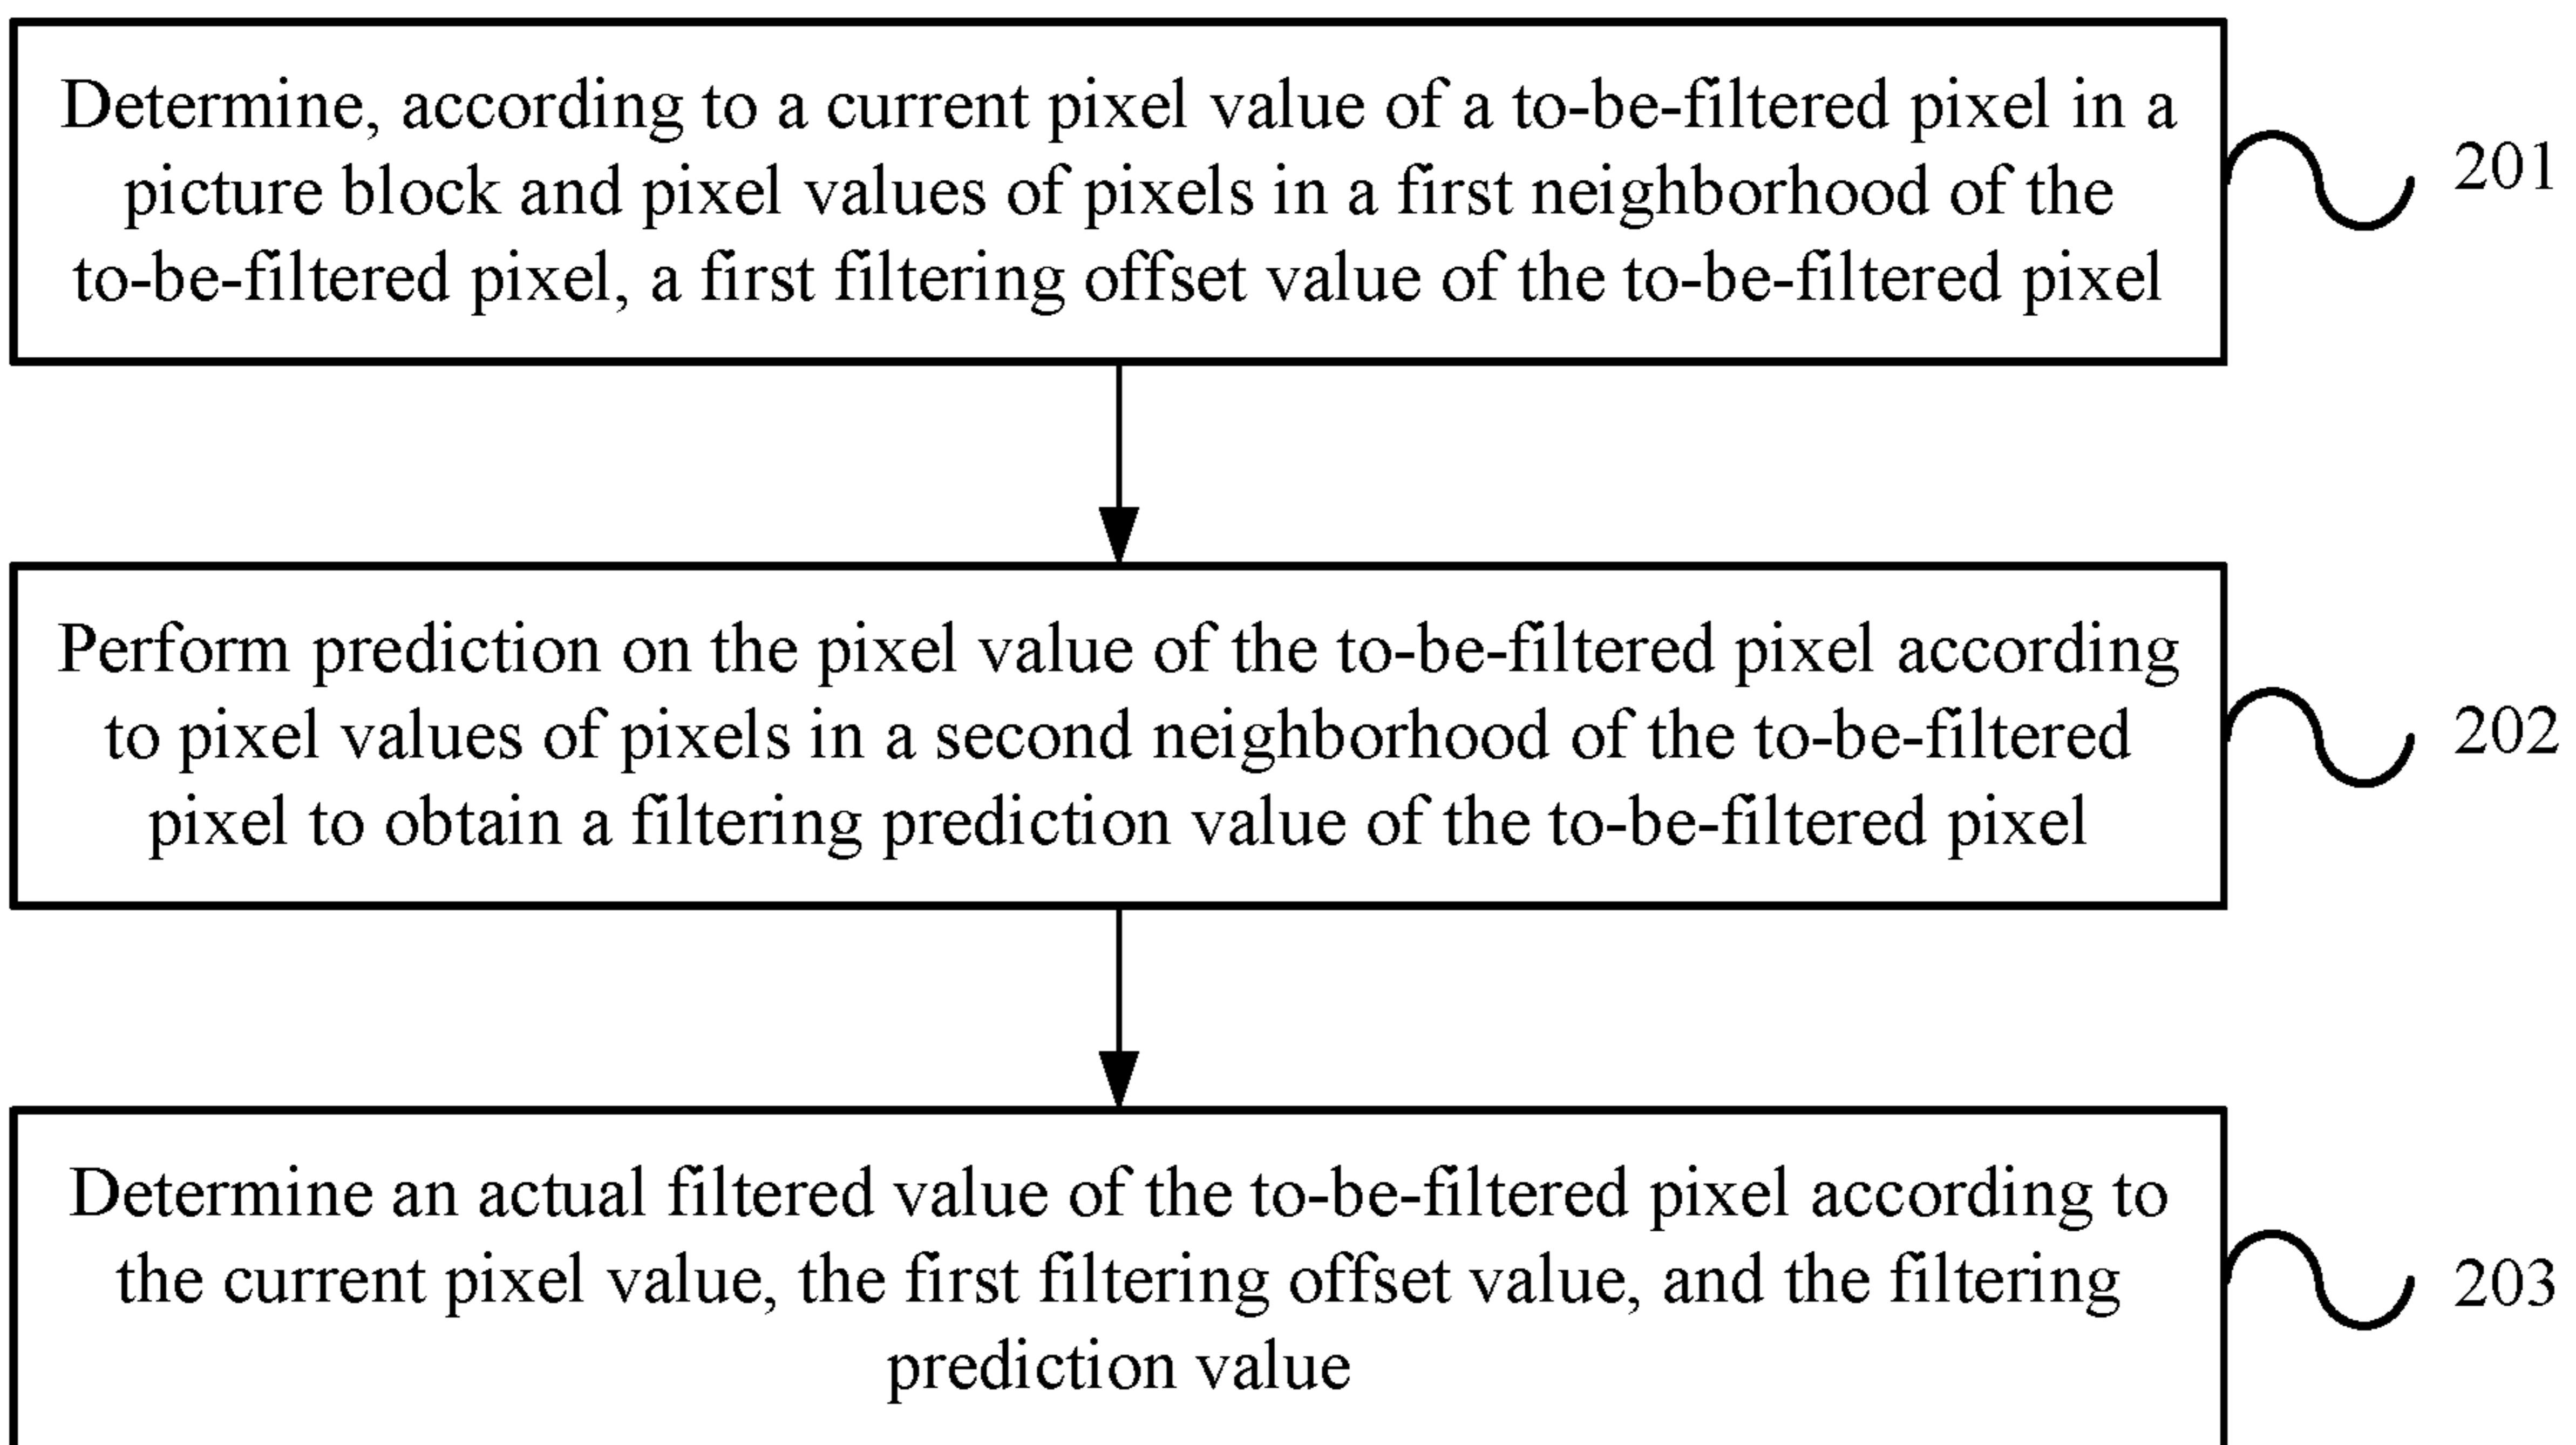 Determine, according to a current pixel value of a to-be-filtered pixel in a
picture block and pixel values of pixels in a first neighborhood of the
to-be-filtered pixel, a first filtering offset value of the to-be-filtered pixel
201
Perform prediction on the pixel value of the to-be-filtered pixel according
to pixel values of pixels in a second neighborhood of the to-be-filtered
pixel to obtain a filtering prediction value of the to-be-filtered pixel
202
Determine an actual filtered value of the to-be-filtered pixel according to
the current pixel value, the first filtering offset value, and the filtering
prediction value
203